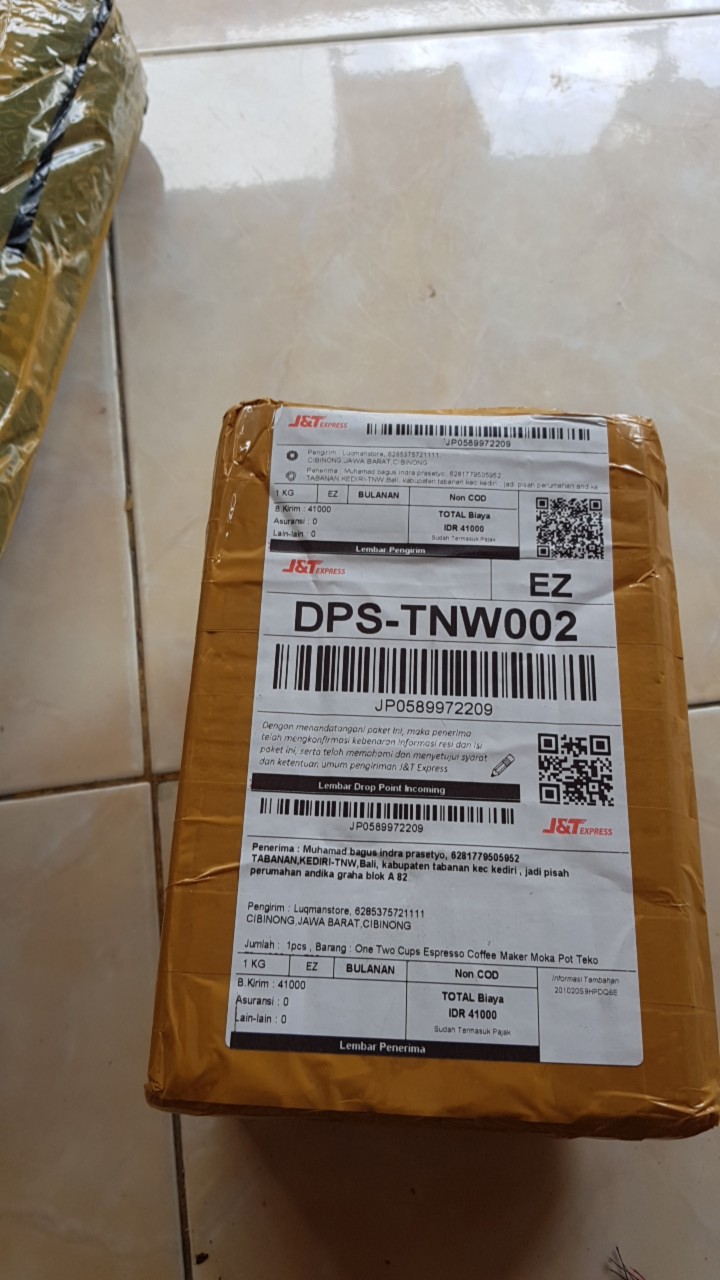 J&T EXPRESS
JP0589972209
Pengirim : Luqmanstore, 6285375721111
CIBINONG,JAWA BARAT,CIBINONG
Penerima : Muhamad bagus indra prasetyo, 6281779505952
TABANAN,KEDIRI-TNW,Bali, kabupaten tabanan kec kediri , jadi pisah perumahan and
1 KG EZ BULANAN Non COD
B.Kirim : 41000
Asuransi : 0
Lain-lain : 0
TOTAL Biaya
IDR 41000
Sudah Termasuk Pajak
Lembar Pengirim
J&T EXPRESS
EZ
DPS-TNW002
JP0589972209
Dengan menandatangani paket ini, maka penerima
telah mengkonfirmasi kebenaran informasi resi dan isi
paket ini, serta telah memahami dan menyetujui syarat
dan ketentuan umum pengiriman J&T Express
Lembar Drop Point Incoming
JP0589972209
J&T EXPRESS
Penerima : Muhamad bagus indra prasetyo, 6281779505952
TABANAN,KEDIRI-TNW,Bali, kabupaten tabanan kec kediri , jadi pisah
perumahan andika graha blok A 82
Pengirim : Luqmanstore, 6285375721111
CIBINONG,JAWA BARAT,CIBINONG
Jumlah : 1pcs , Barang : One Two Cups Espresso Coffee Maker Moka Pot Teko
1 KG EZ BULANAN Non COD
B.Kirim : 41000
Asuransi : 0
Lain-lain : 0
TOTAL Biaya
IDR 41000
Sudah Termasuk Pajak
Informasi Tambahan
201020S9HPDQ6E
Lembar Penerima